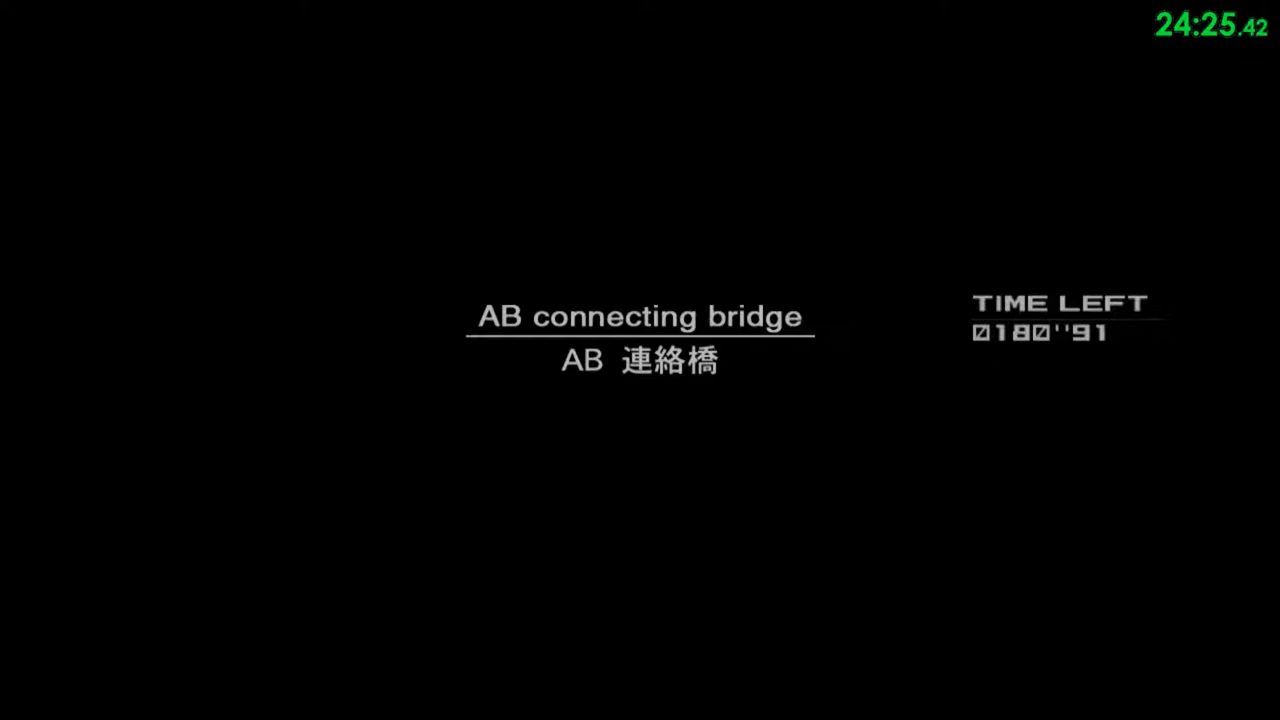 24:25.42
AB connecting bridge
AB 連絡橋
TIME LEFT
0180"91